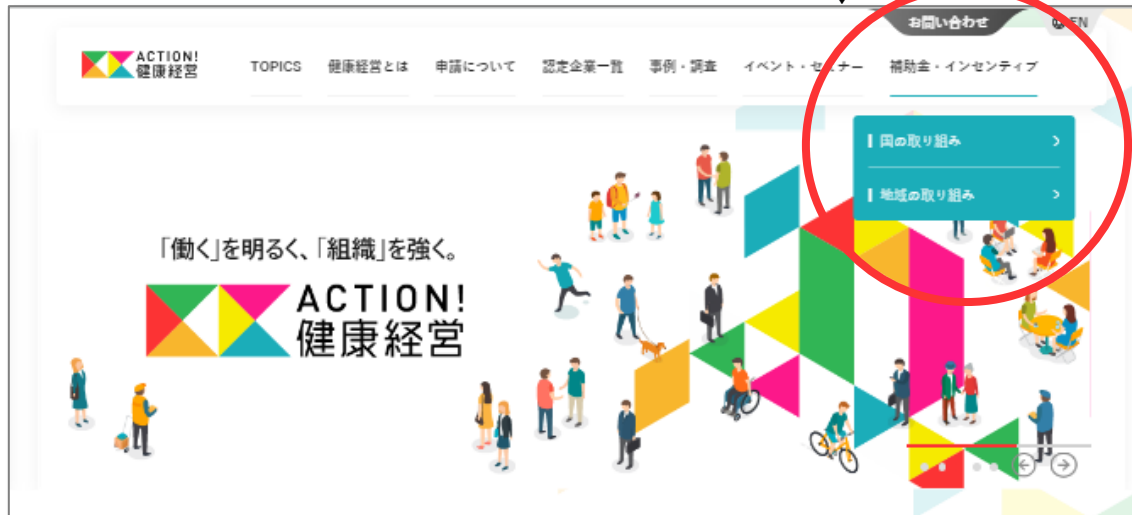 お問い合わせ
EN
ACTION!
健康経営
TOPICS 健康経営とは 申請について 認定企業一覧 事例・調査 イベント・セミナー 補助金・インセンティブ
国の取り組み
地域の取り組み
「働く」を明るく、「組織」を強く。
ACTION!
健康経営